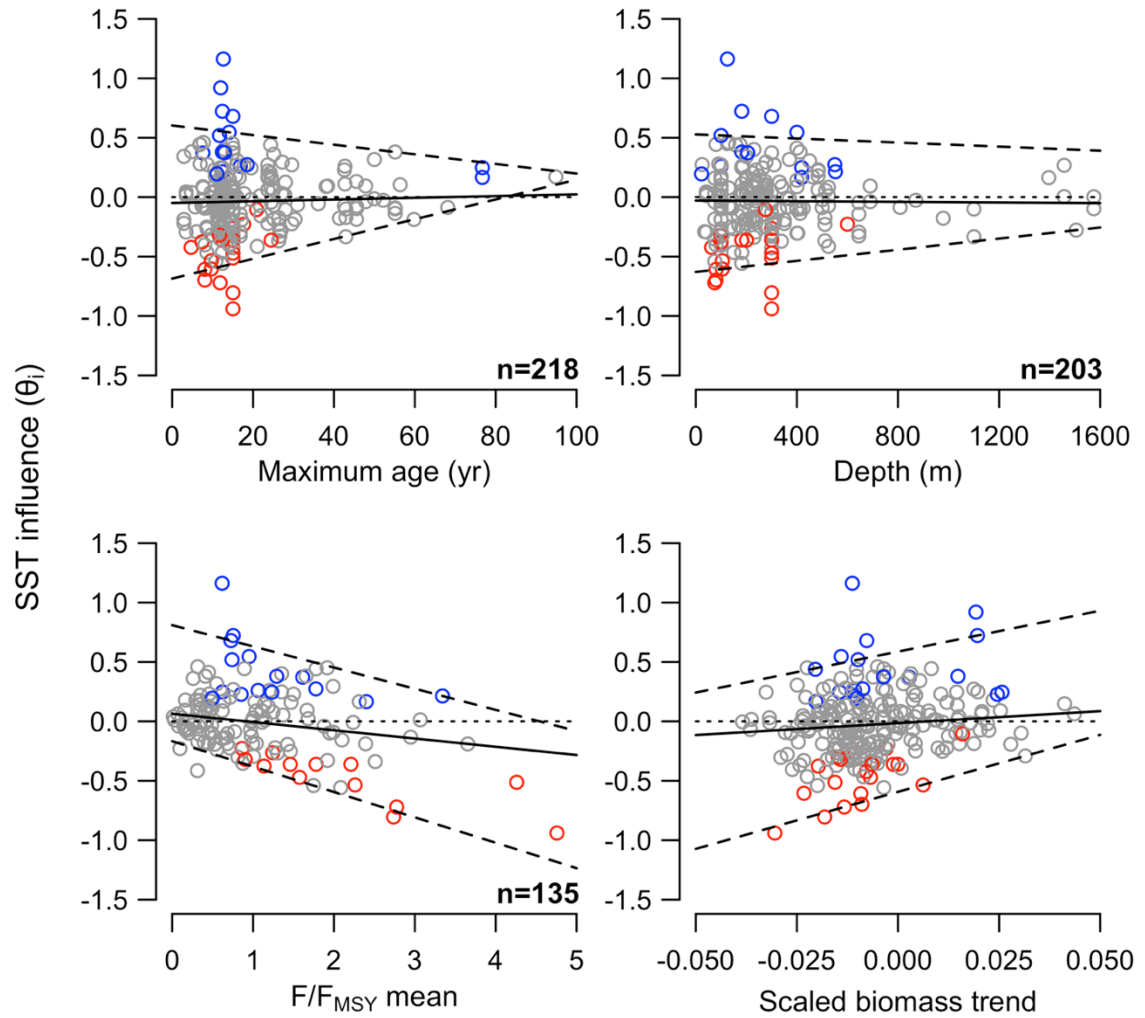 SST influence (θi)
1.5
1.0
0.5
0.0
-0.5
-1.0
-1.5
n=218
0 20 40 60 80 100
Maximum age (yr)
1.5
1.0
0.5
0.0
-0.5
-1.0
-1.5
n=203
0 400 800 1200 1600
Depth (m)
1.5
1.0
0.5
0.0
-0.5
-1.0
-1.5
n=135
0 1 2 3 4 5
F/FMSY mean
1.5
1.0
0.5
0.0
-0.5
-1.0
-1.5
-0.050 -0.025 0.000 0.025 0.050
Scaled biomass trend